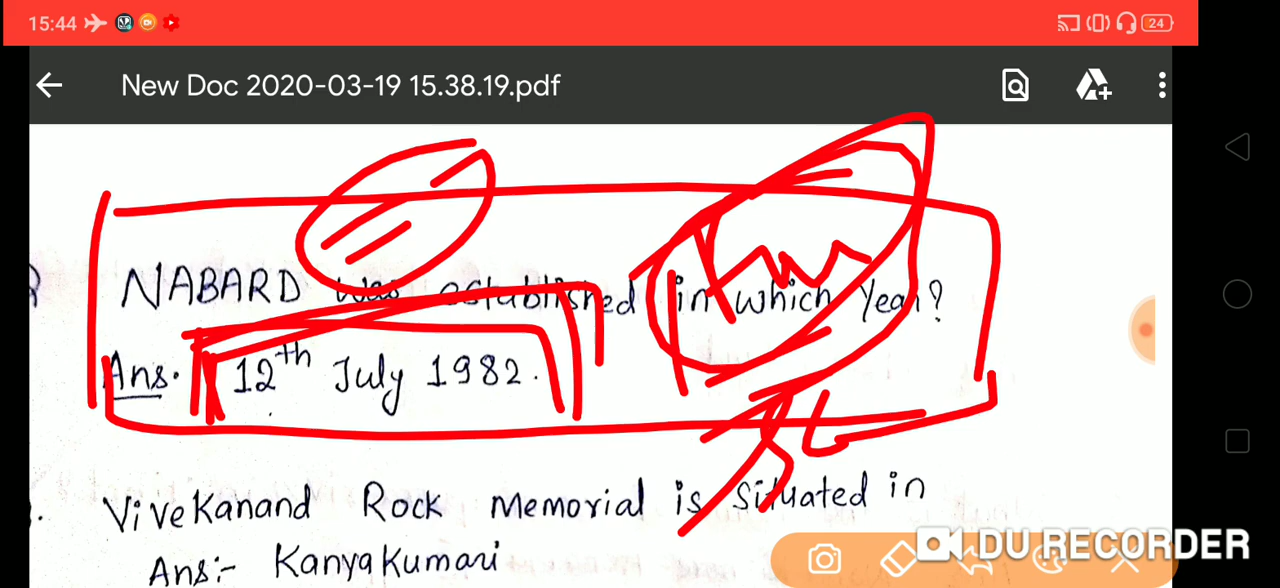 15:44
24
New Doc 2020-03-19 15.38.19.pdf
NABARD was established in which Year?
Ans. 12th July 1982.
Vivekanand Rock Memorial is Situated in
Ans:- Kanyakumari
DU RECORDER